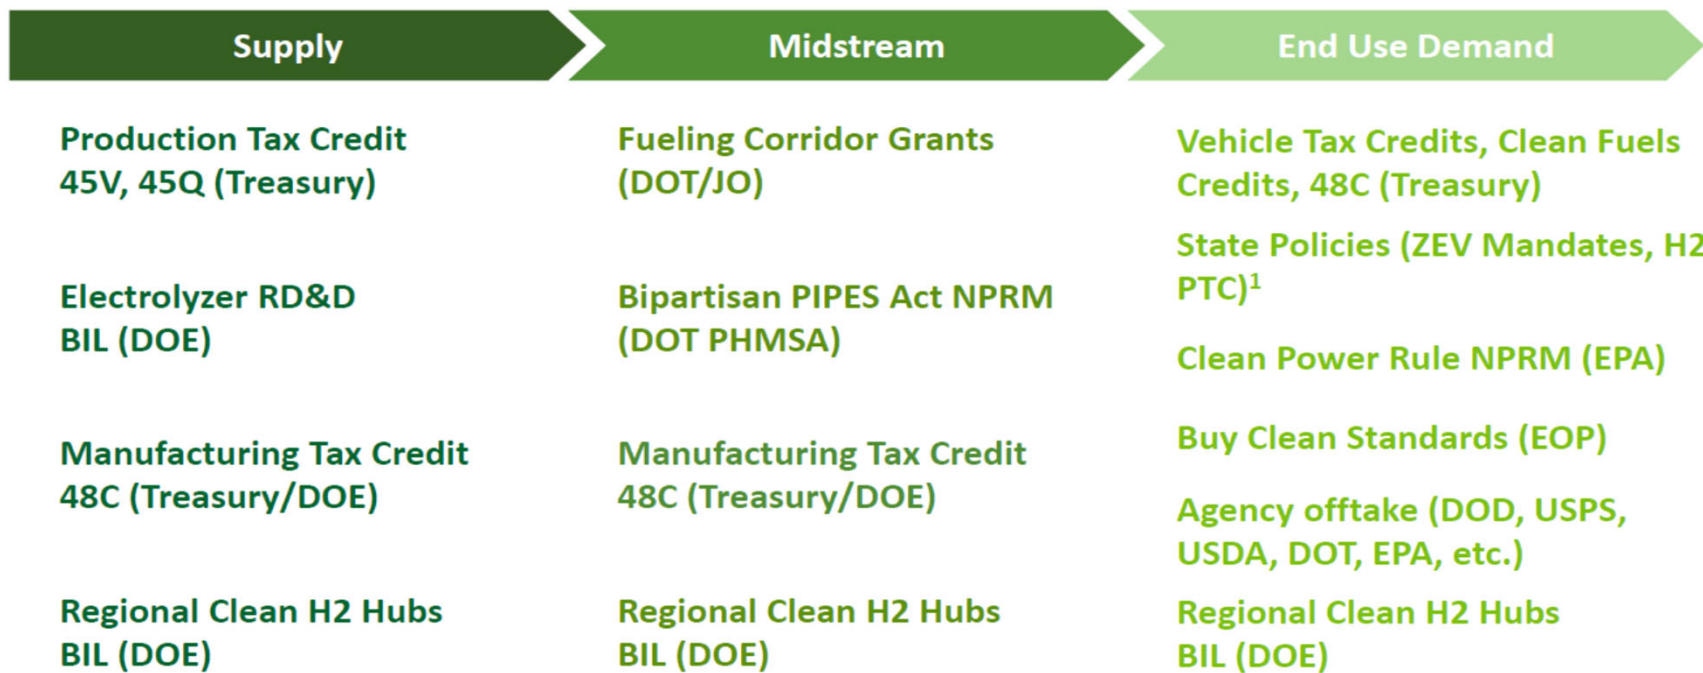 Supply
Midstream
End Use Demand
Production Tax Credit
45V, 45Q (Treasury)
Electrolyzer RD&D
BIL (DOE)
Manufacturing Tax Credit
48C (Treasury/DOE)
Regional Clean H2 Hubs
BIL (DOE)
Fueling Corridor Grants
(DOT/JO)
Bipartisan PIPES Act NPRM
(DOT PHMSA)
Manufacturing Tax Credit
48C (Treasury/DOE)
Regional Clean H2 Hubs
BIL (DOE)
Vehicle Tax Credits, Clean Fuels
Credits, 48C (Treasury)
State Policies (ZEV Mandates, H2
PTC)¹
Clean Power Rule NPRM (EPA)
Buy Clean Standards (EOP)
Agency offtake (DOD, USPS,
USDA, DOT, EPA, etc.)
Regional Clean H2 Hubs
BIL (DOE)